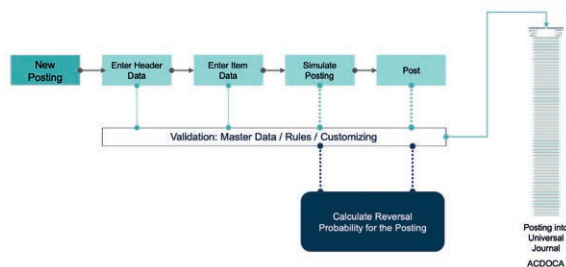 New
Posting
Enter Header
Data
Enter Item
Data
Simulate
Posting
Post
Validation: Master Data / Rules / Customizing
Calculate Reversal
Probability for the Posting
Posting into
Universal
Journal
ACDOCA